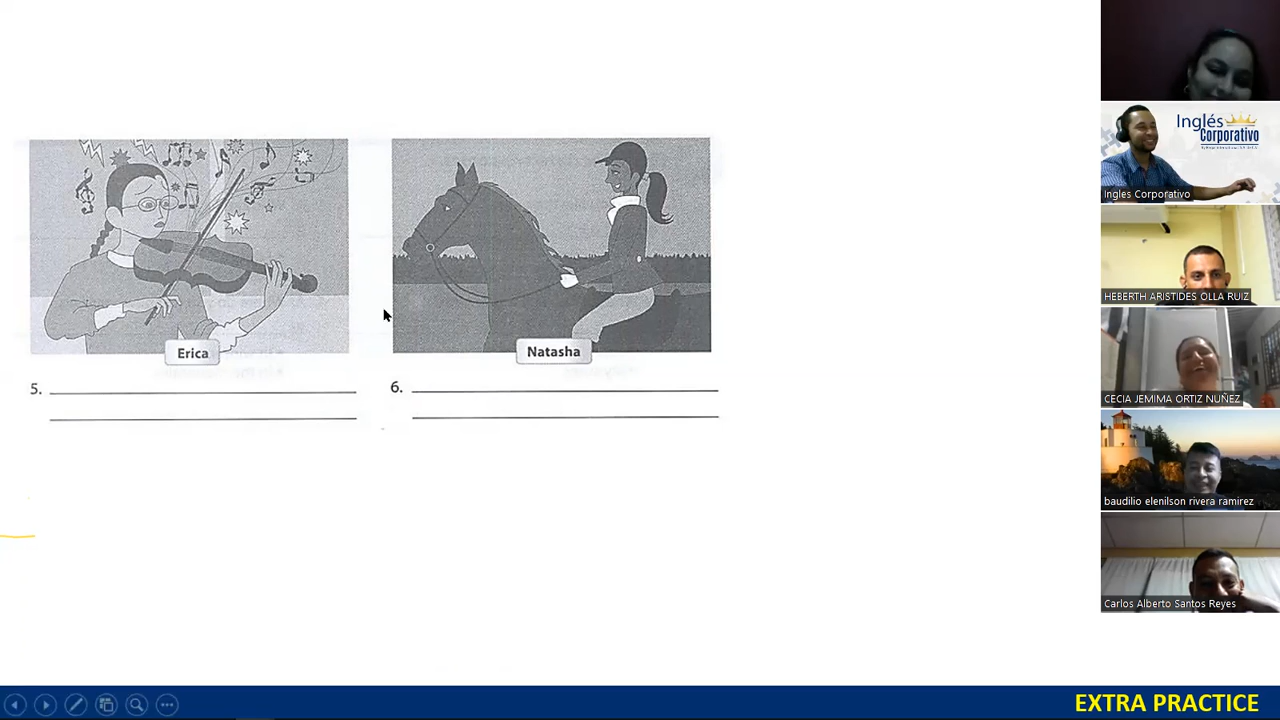 Erica
Natasha
5.
6.
Inglés
Corporativo
Ingles Corporativo
HEBERTH ARISTIDES OLLA RUIZ
CECIA JEMIMA ORTIZ NUÑEZ
baudilio elenilson rivera ramirez
Carlos Alberto Santos Reyes
EXTRA PRACTICE